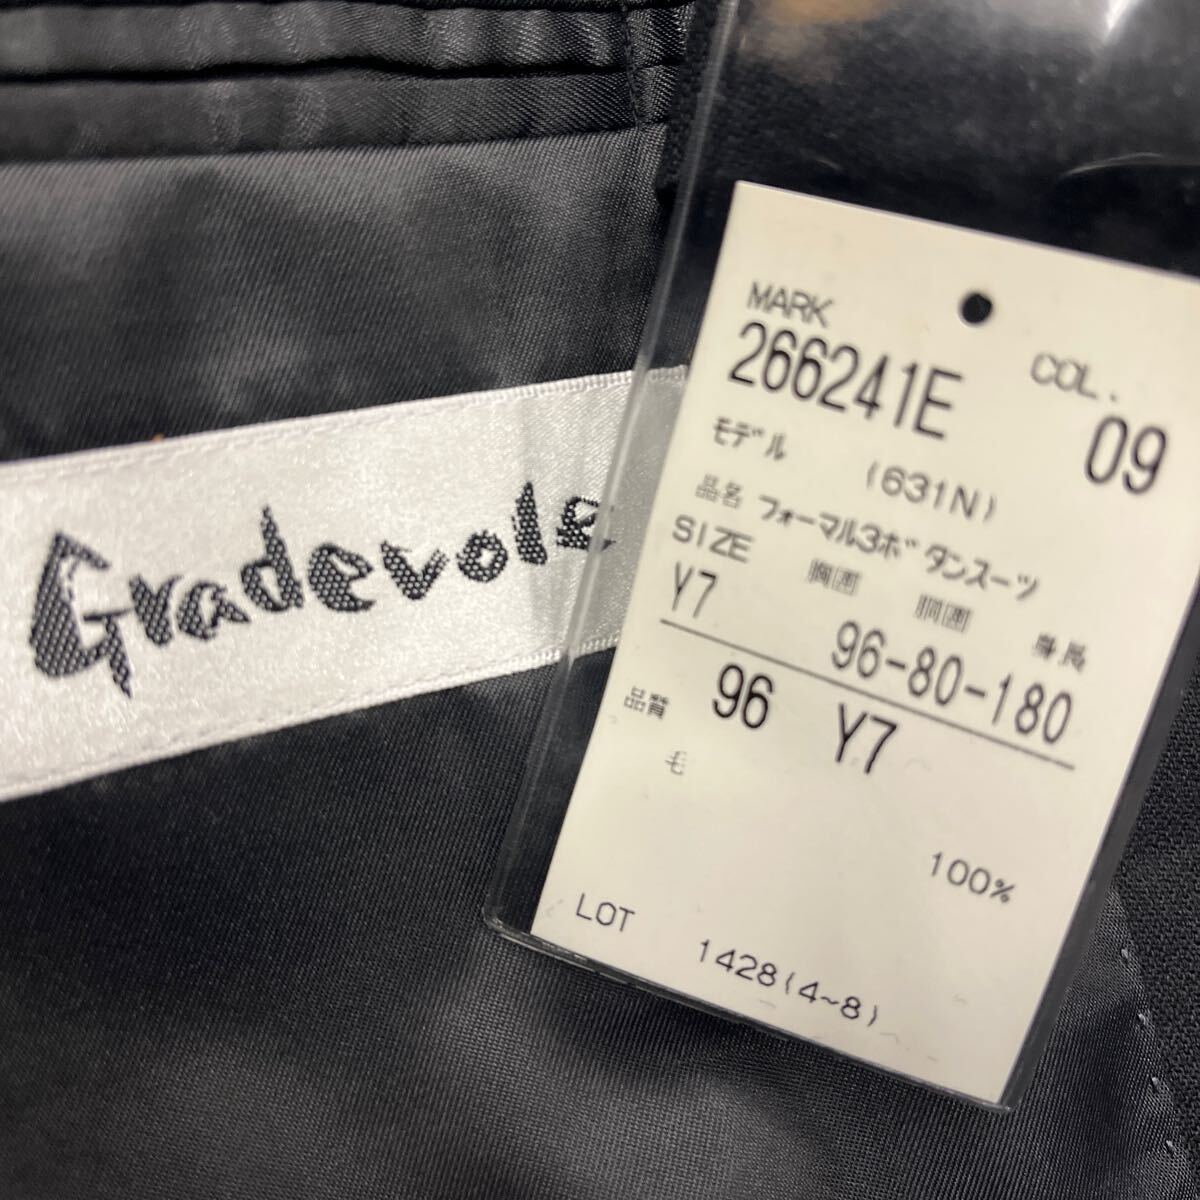 Gradevole
MARK
COL.
266241E
09
モデル (631N)
品名 フォーマル3ボタンスーツ
SIZE 胸囲 胴囲 身長
Y7 96-80-180
96 Y7
品質
毛
100%
LOT 1428(4~8)